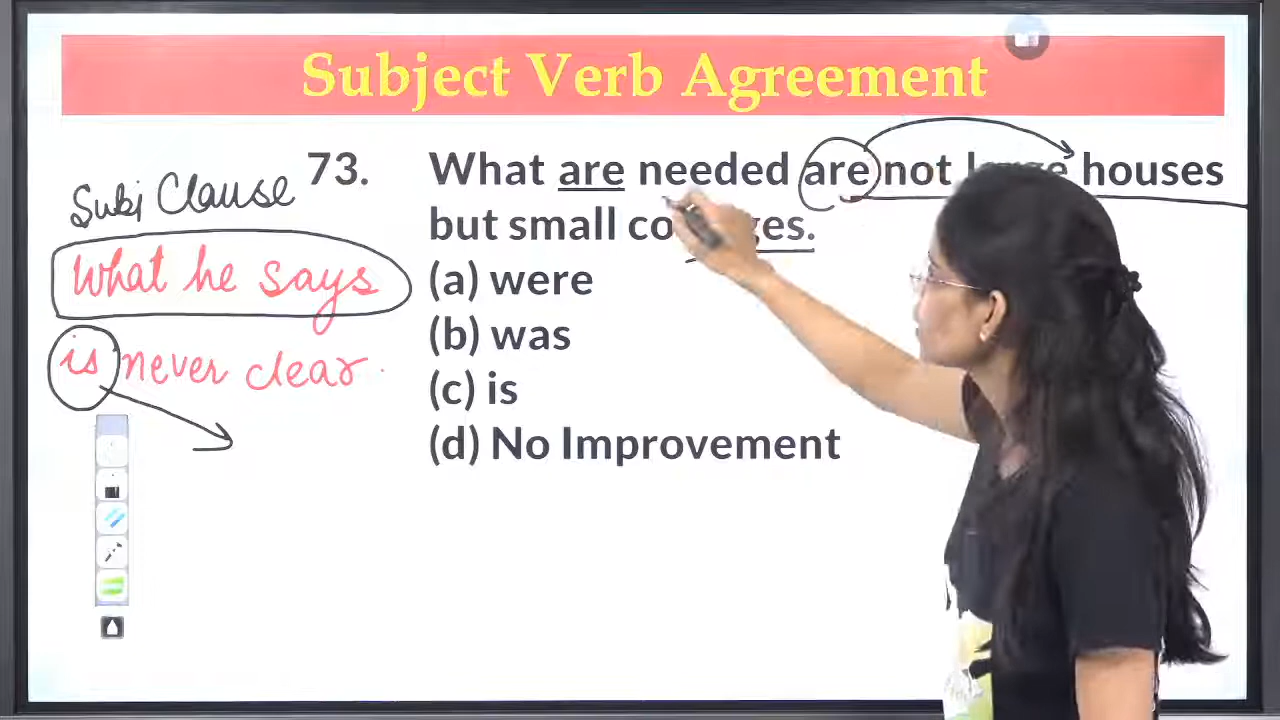 Subject Verb Agreement
73. What are needed are not houses
but small
(a) were
(b) was
(c) is
(d) No Improvement
Subj Clause
What he says
is never clear.